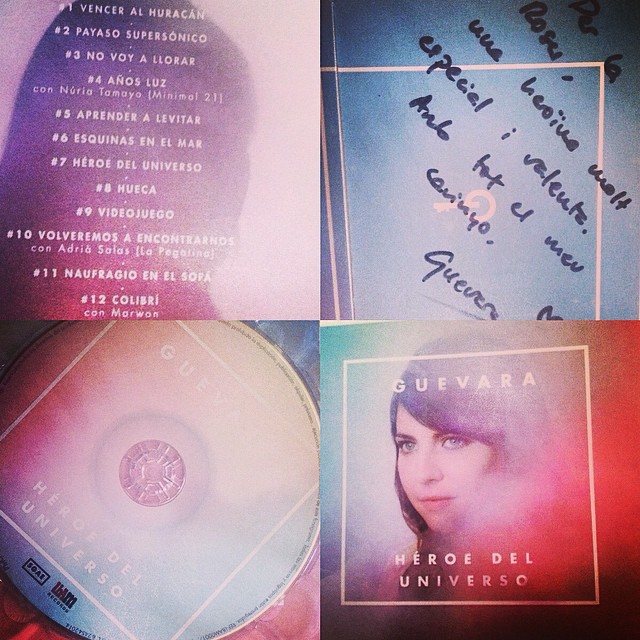 #1 VENCER AL HURACÁN
#2 PAYASO SUPERSÓNICO
#3 NO VOY A LLORAR
#4 AÑOS LUZ
con Núria Tamayo (Minimal 21)
#5 APRENDER A LEVITAR
#6 ESQUINAS EN EL MAR
#7 HÉROE DEL UNIVERSO
#8 HUECA
#9 VIDEOJUEGO
#10 VOLVEREMOS A ENCONTRARNOS
con Adrià Salas (La Pegatina)
#11 NAUFRAGIO EN EL SOFÁ
#12 COLIBRÍ
con Marwan
Per la
Roser,
una heroïna molt
especial i valenta.
Amb tot el meu
carinyo.
Guevara
GUEVARA
HÉROE DEL
UNIVERSO
SGAE
GUEVARA
HÉROE DEL
UNIVERSO